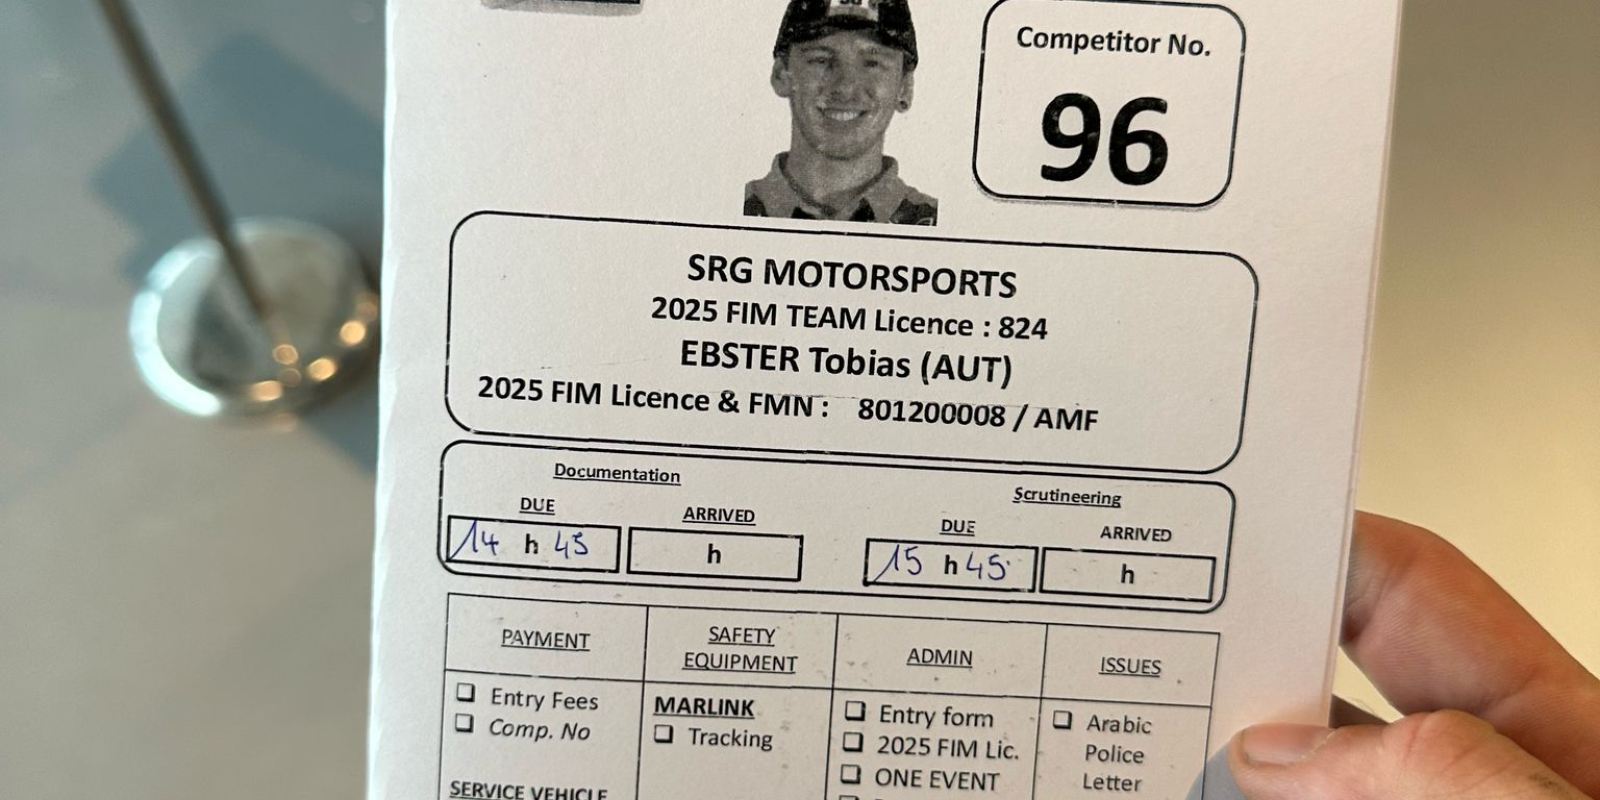 Competitor No.
96
SRG MOTORSPORTS
2025 FIM TEAM Licence : 824
EBSTER Tobias (AUT)
2025 FIM Licence & FMN : 801200008 / AMF
Documentation
Scrutineering
DUE ARRIVED DUE ARRIVED
14 h 45 h 15 h 45 h
PAYMENT
SAFETY
EQUIPMENT
ADMIN
ISSUES
❑ Entry Fees
❑ Comp. No
SERVICE VEHICLE
MARLINK
❑ Tracking
❑ Entry form
❑ 2025 FIM Lic.
❑ ONE EVENT
❑ Arabic
Police
Letter